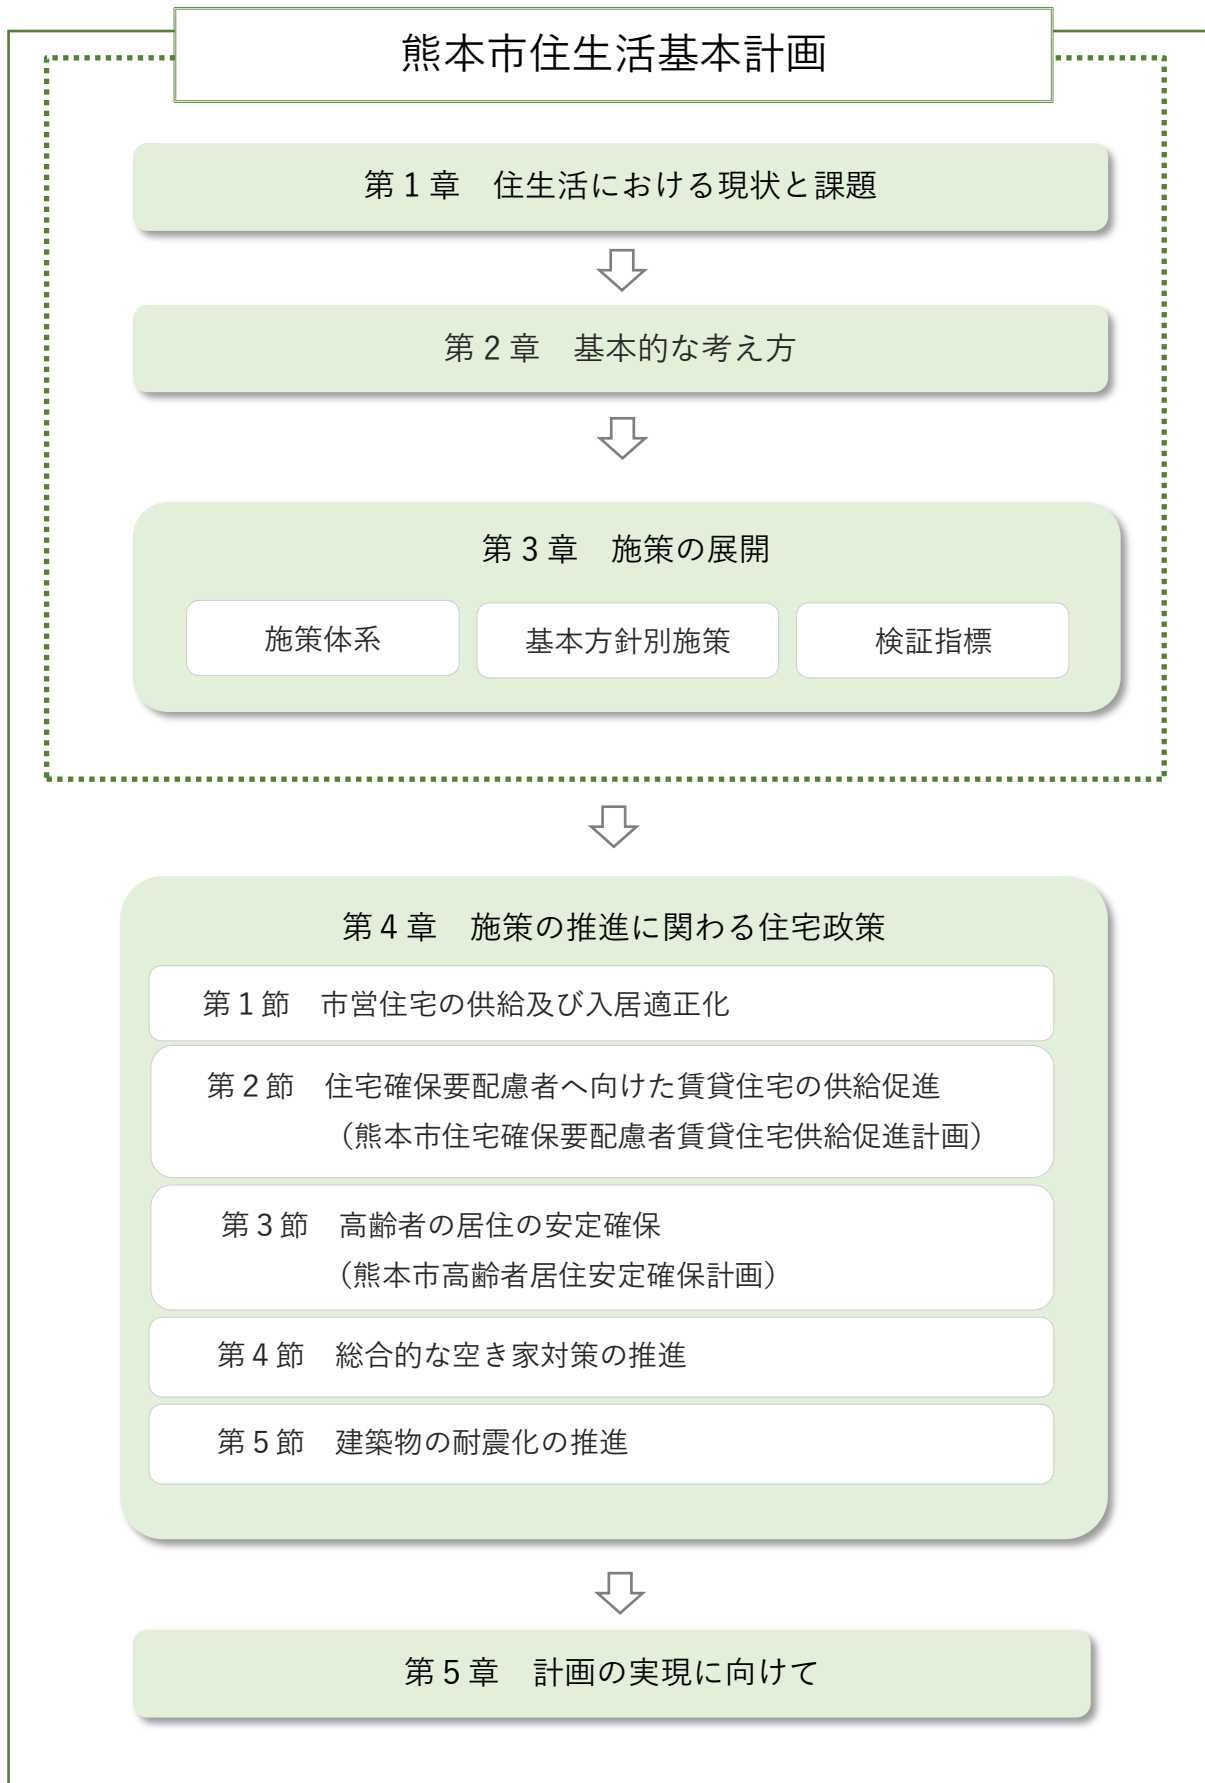 熊本市住生活基本計画
第1章　住生活における現状と課題
第2章　基本的な考え方
第3章　施策の展開
施策体系
基本方針別施策
検証指標
第4章　施策の推進に関わる住宅政策
第1節　市営住宅の供給及び入居適正化
第2節　住宅確保要配慮者へ向けた賃貸住宅の供給促進
（熊本市住宅確保要配慮者賃貸住宅供給促進計画）
第3節　高齢者の居住の安定確保
（熊本市高齢者居住安定確保計画）
第4節　総合的な空き家対策の推進
第5節　建築物の耐震化の推進
第5章　計画の実現に向けて